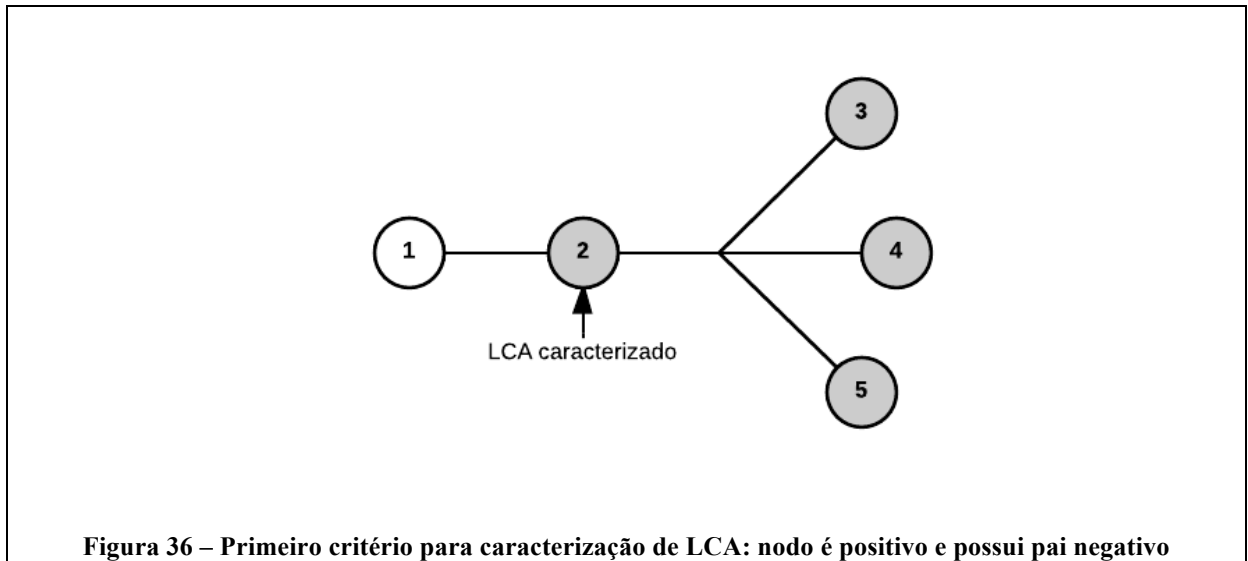 3
1
2
4
LCA caracterizado
5
Figura 36 – Primeiro critério para caracterização de LCA: nodo é positivo e possui pai negativo